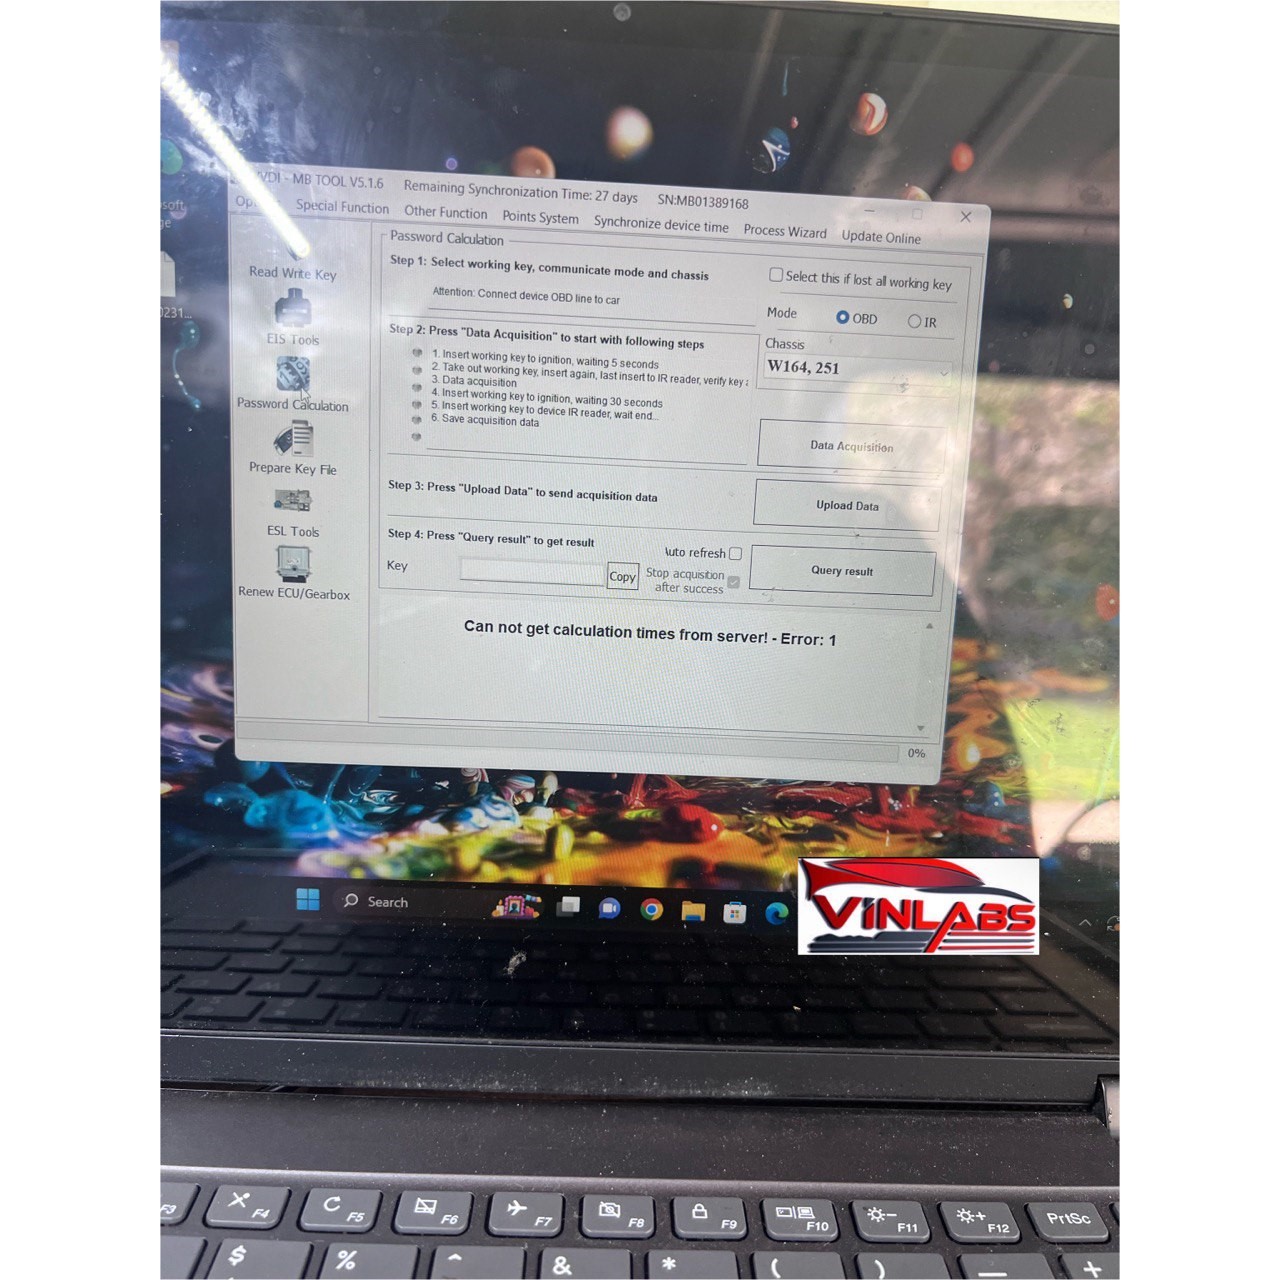 VDI - MB TOOL V5.1.6 Remaining Synchronization Time: 27 days SN:MB01389168
Special Function Other Function Points System Synchronize device time Process Wizard Update Online
Read Write Key
EIS Tools
Password Calculation
Prepare Key File
ESL Tools
Renew ECU/Gearbox
Password Calculation
Step 1: Select working key, communicate mode and chassis
Attention: Connect device OBD line to car
Select this if lost all working key
Mode OBD IR
Step 2: Press "Data Acquisition" to start with following steps
1. Insert working key to ignition, waiting 5 seconds
2. Take out working key, insert again, last insert to IR reader, verify key
3. Data acquisition
4. Insert working key to ignition, waiting 30 seconds
5. Insert working key to device IR reader, wait end...
6. Save acquisition data
Chassis
W164, 251
Data Acquisition
Step 3: Press "Upload Data" to send acquisition data
Upload Data
Step 4: Press "Query result" to get result
Auto refresh
Key
Copy
Stop acquisition
after success
Query result
Can not get calculation times from server! - Error: 1
0%
Search
VINLABS
F4 F5 F6 F7 F8 F9 F10 F11 F12 PrtSc
$ % ^ & * ( ) — +